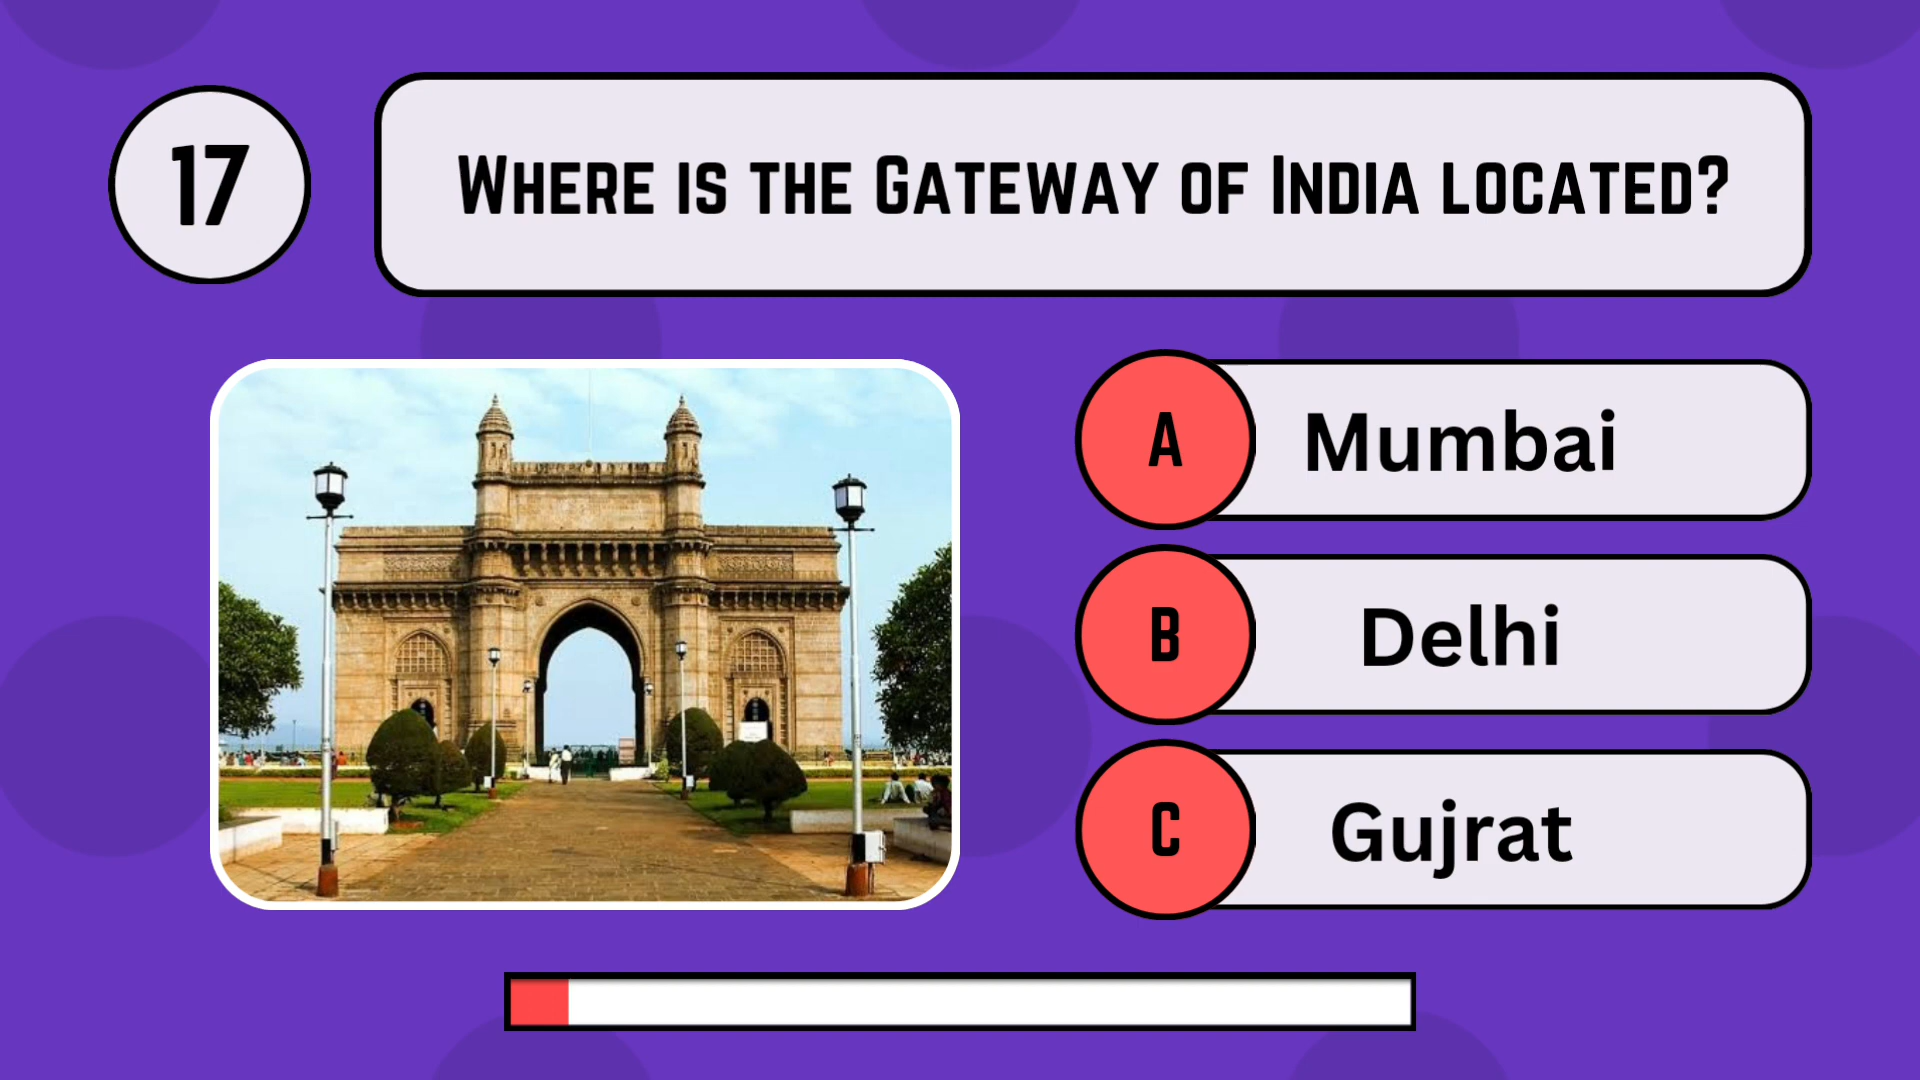 17
Where is the Gateway of India located?
A Mumbai
B Delhi
C Gujrat